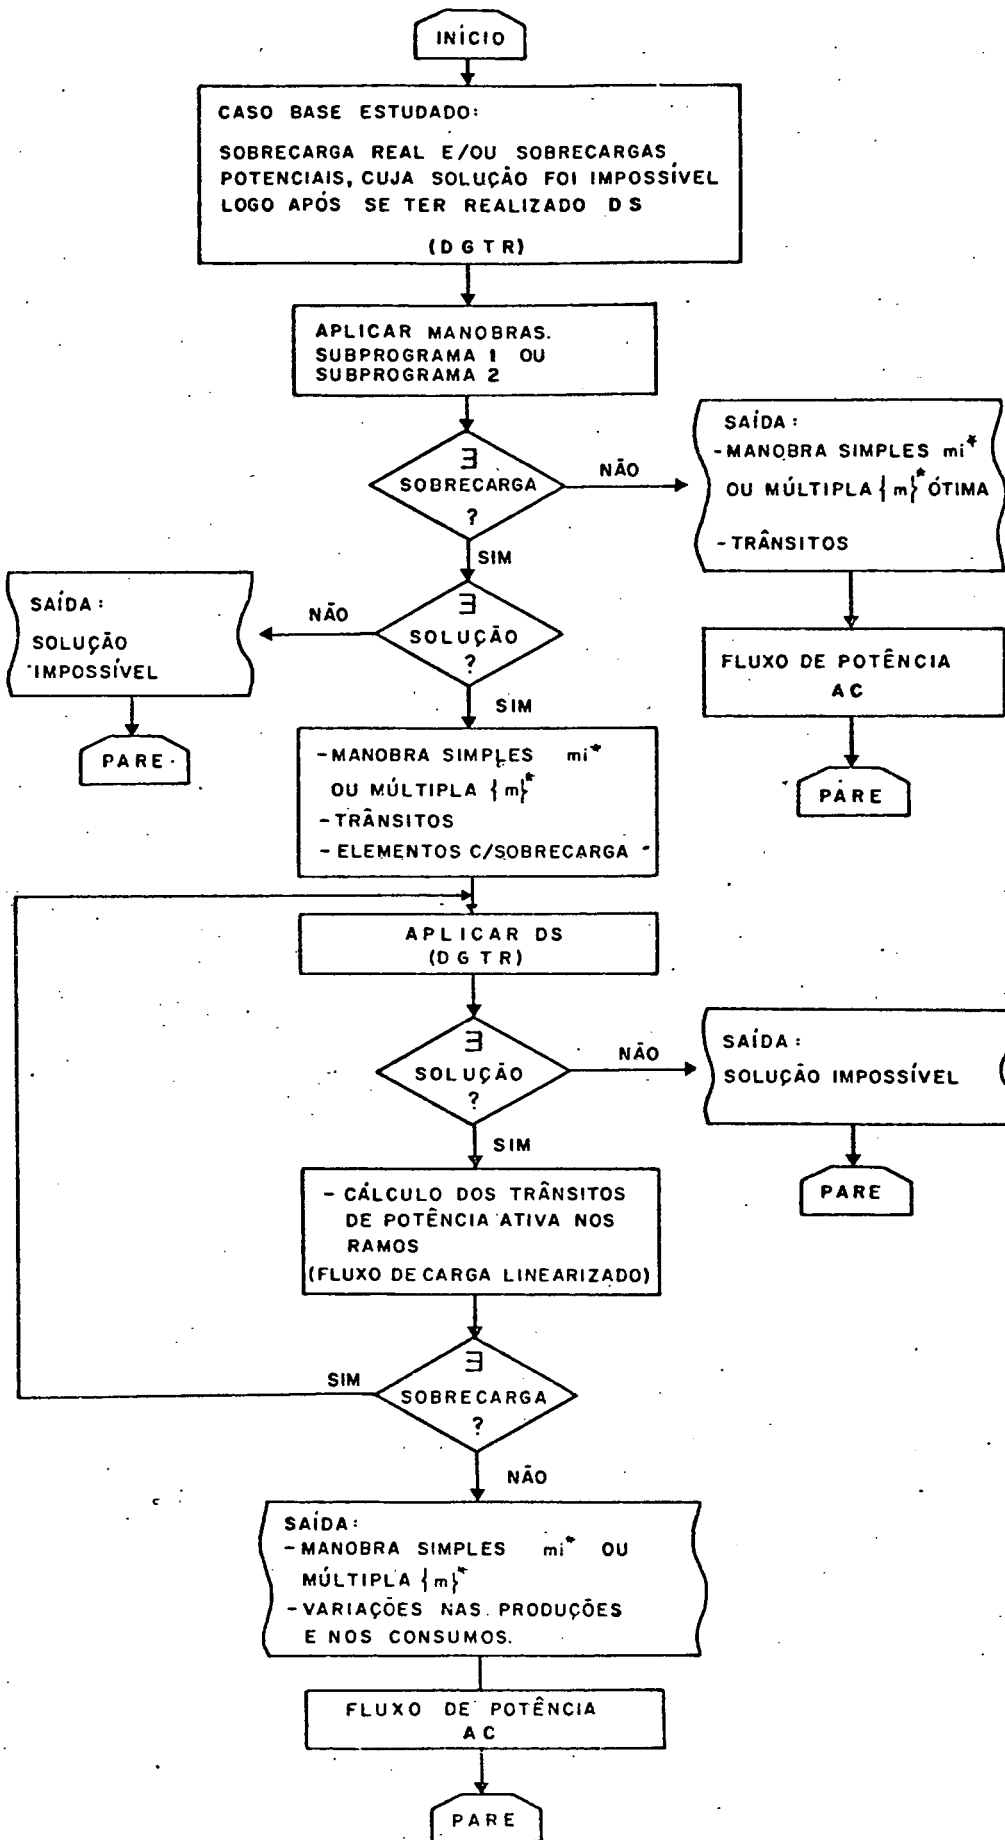 INÍCIO
CASO BASE ESTUDADO:
SOBRECARGA REAL E/OU SOBRECARGAS
POTENCIAIS, CUJA SOLUÇÃO FOI IMPOSSÍVEL
LOGO APÓS SE TER REALIZADO DS
(DGTR)
APLICAR MANOBRAS.
SUBPROGRAMA 1 OU
SUBPROGRAMA 2
∃
SOBRECARGA
?
NÃO
SAÍDA:
- MANOBRA SIMPLES mi*
OU MÚLTIPLA {m}* ÓTIMA
- TRÂNSITOS
FLUXO DE POTÊNCIA
AC
PARE
SIM
∃
SOLUÇÃO
?
NÃO
SAÍDA:
SOLUÇÃO
IMPOSSÍVEL
PARE
SIM
- MANOBRA SIMPLES mi*
OU MÚLTIPLA {m}*
- TRÂNSITOS
- ELEMENTOS C/SOBRECARGA
APLICAR DS
(DGTR)
∃
SOLUÇÃO
?
NÃO
SAÍDA:
SOLUÇÃO IMPOSSÍVEL
PARE
SIM
- CÁLCULO DOS TRÂNSITOS
DE POTÊNCIA ATIVA NOS
RAMOS
(FLUXO DE CARGA LINEARIZADO)
∃
SOBRECARGA
?
SIM
NÃO
SAÍDA:
- MANOBRA SIMPLES mi* OU
MÚLTIPLA {m}*
- VARIAÇÕES NAS PRODUÇÕES
E NOS CONSUMOS.
FLUXO DE POTÊNCIA
AC
PARE